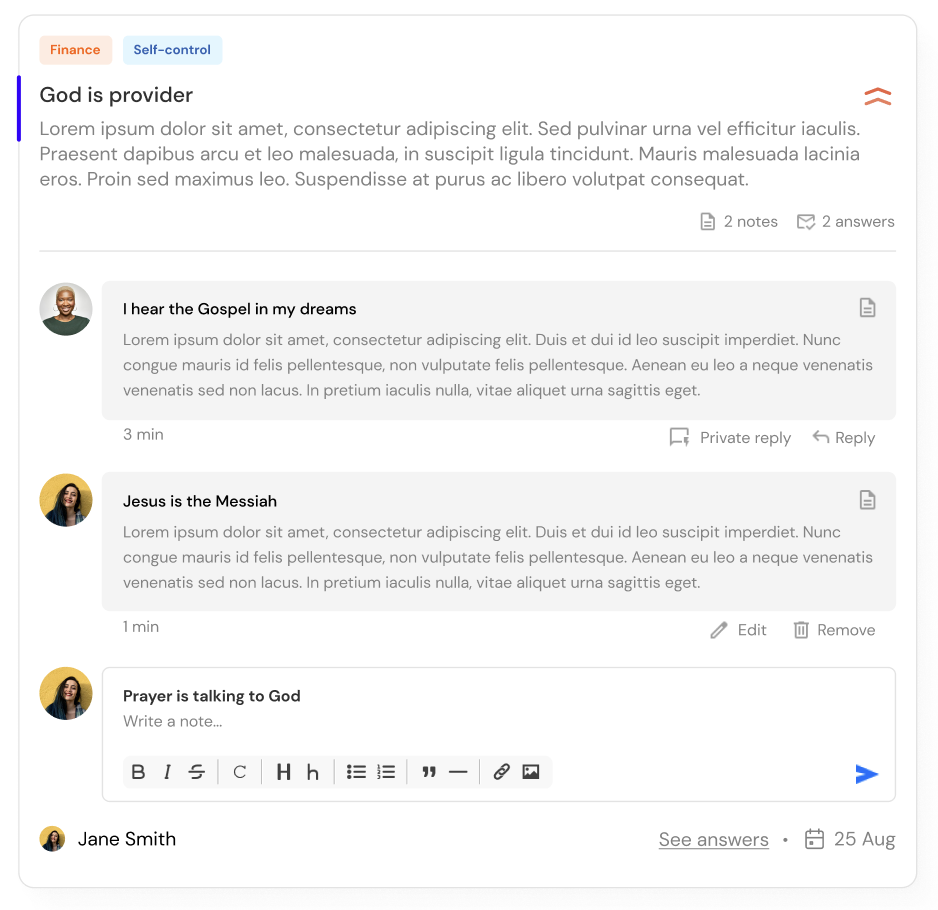 Finance Self-control
God is provider
Lorem ipsum dolor sit amet, consectetur adipiscing elit. Sed pulvinar urna vel efficitur iaculis.
Praesent dapibus arcu et leo malesuada, in suscipit ligula tincidunt. Mauris malesuada lacinia
eros. Proin sed maximus leo. Suspendisse at purus ac libero volutpat consequat.
2 notes 2 answers
I hear the Gospel in my dreams
Lorem ipsum dolor sit amet, consectetur adipiscing elit. Duis et dui id leo suscipit imperdiet. Nunc
congue mauris id felis pellentesque, non vulputate felis pellentesque. Aenean eu leo a neque venenatis
venenatis sed non lacus. In pretium iaculis nulla, vitae aliquet urna sagittis eget.
3 min Private reply Reply
Jesus is the Messiah
Lorem ipsum dolor sit amet, consectetur adipiscing elit. Duis et dui id leo suscipit imperdiet. Nunc
congue mauris id felis pellentesque, non vulputate felis pellentesque. Aenean eu leo a neque venenatis
venenatis sed non lacus. In pretium iaculis nulla, vitae aliquet urna sagittis eget.
1 min Edit Remove
Prayer is talking to God
Write a note...
B I S C H h
Jane Smith See answers • 25 Aug